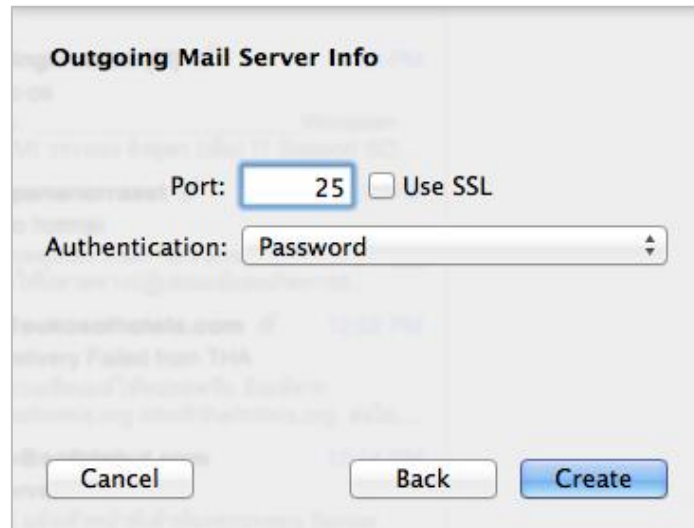 Outgoing Mail Server Info
Port: 25 Use SSL
Authentication: Password
Cancel Back Create